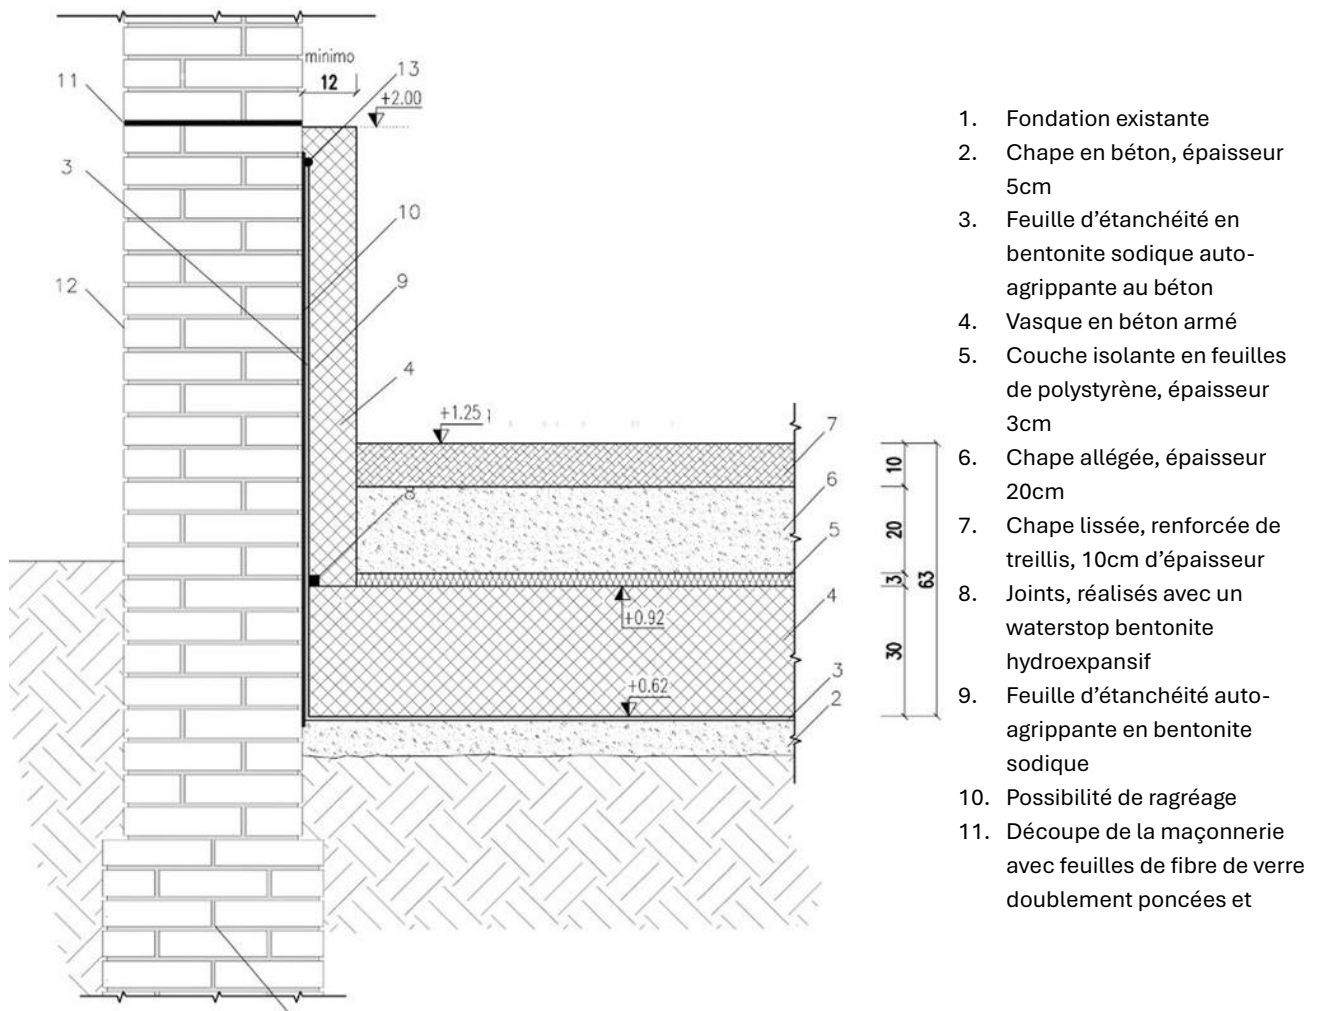 minimo
12
13
+2.00
11
3
10
9
12
4
+1.25
7
8
6
5
+0.92
4
+0.62
3
2
10
20
3
30
63
1. Fondation existante
2. Chape en béton, épaisseur
5cm
3. Feuille d’étanchéité en
bentonite sodique auto-
agrippante au béton
4. Vasque en béton armé
5. Couche isolante en feuilles
de polystyrène, épaisseur
3cm
6. Chape allégée, épaisseur
20cm
7. Chape lissée, renforcée de
treillis, 10cm d’épaisseur
8. Joints, réalisés avec un
waterstop bentonite
hydroexpansif
9. Feuille d’étanchéité auto-
agrippante en bentonite
sodique
10. Possibilité de ragréage
11. Découpe de la maçonnerie
avec feuilles de fibre de verre
doublement poncées et